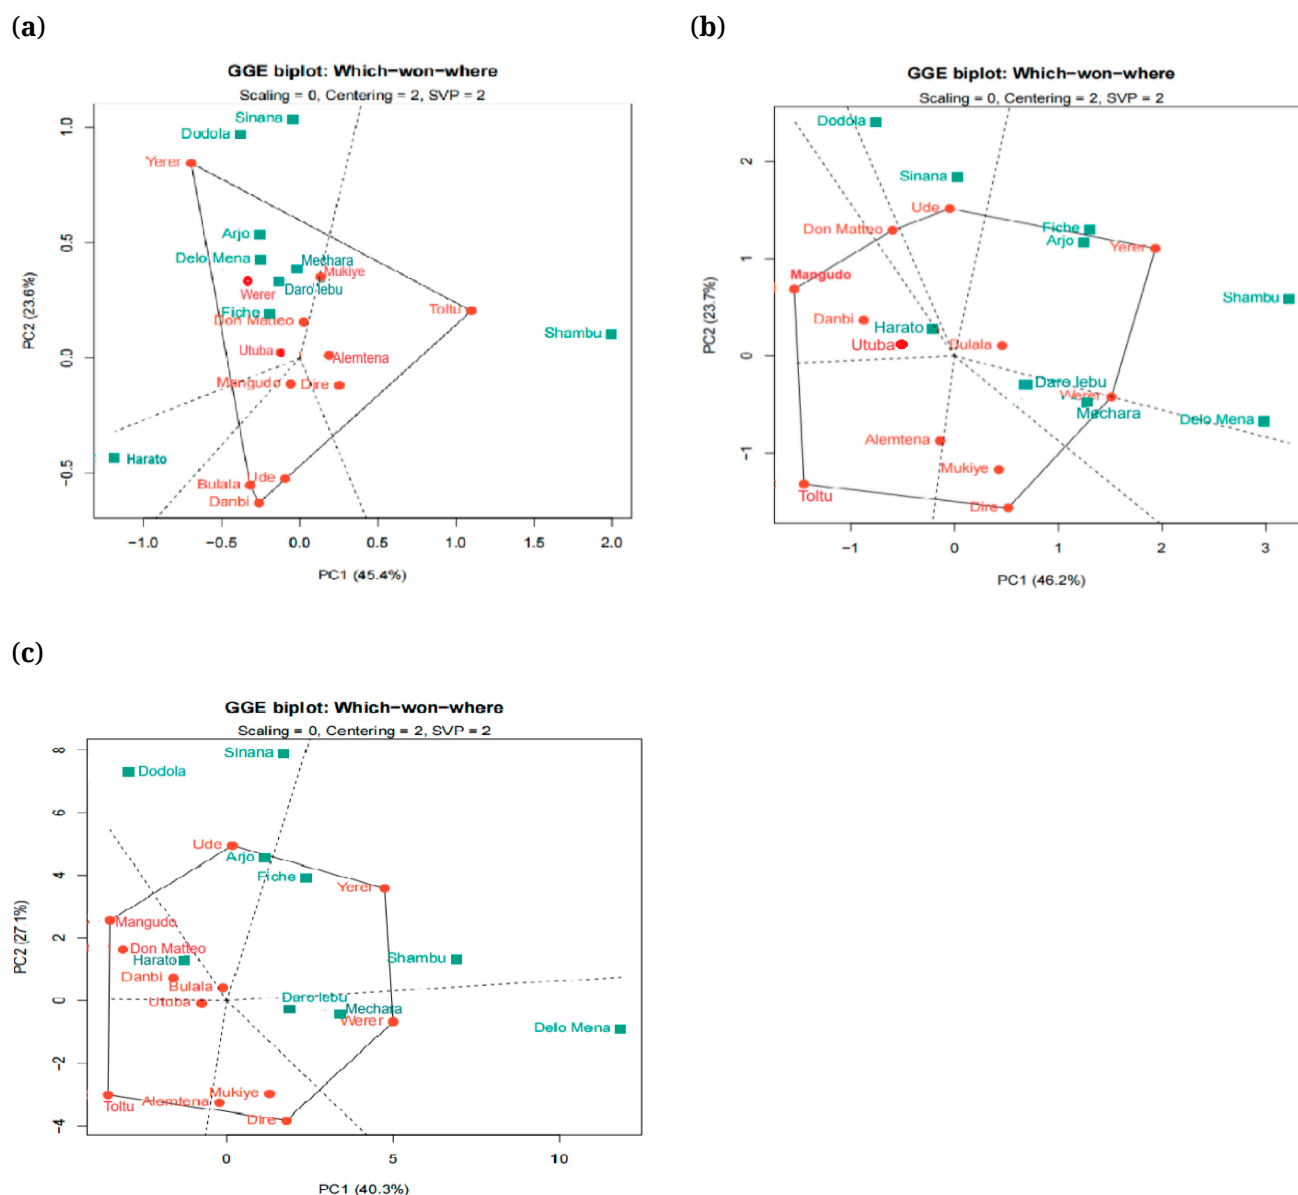 (a)
GGE biplot: Which−won−where
Scaling = 0, Centering = 2, SVP = 2
PC2 (23.6%)
1.0
0.5
0.0
−0.5
Sinana
Dodola
Yerer
Arjo
Delo Mena
Mechara
Mukiye
Werer
Daro lebu
Fiche
Don Matteo
Toltu
Shambu
Utuba
Alemtena
Mangudo
Dire
Harato
Bulala
Ude
Danbi
−1.0
−0.5
0.0
0.5
1.0
1.5
2.0
PC1 (45.4%)
(b)
GGE biplot: Which−won−where
Scaling = 0, Centering = 2, SVP = 2
PC2 (23.7%)
2
1
0
−1
Dodola
Sinana
Ude
Don Matteo
Fiche
Arjo
Yerer
Mangudo
Shambu
Danbi
Harato
Utuba
Bulala
Daro lebu
Werer
Mechara
Delo Mena
Alemtena
Mukiye
Toltu
Dire
−1
0
1
2
3
PC1 (46.2%)
(c)
GGE biplot: Which−won−where
Scaling = 0, Centering = 2, SVP = 2
PC2 (27.1%)
8
6
4
2
0
−2
−4
Sinana
Dodola
Ude
Arjo
Fiche
Yerer
Mangudo
Don Matteo
Harato
Shambu
Danbi
Bulala
Utuba
Daro lebu
Mechara
Werer
Delo Mena
Mukiye
Alemtena
Toltu
Dire
0
5
10
PC1 (40.3%)